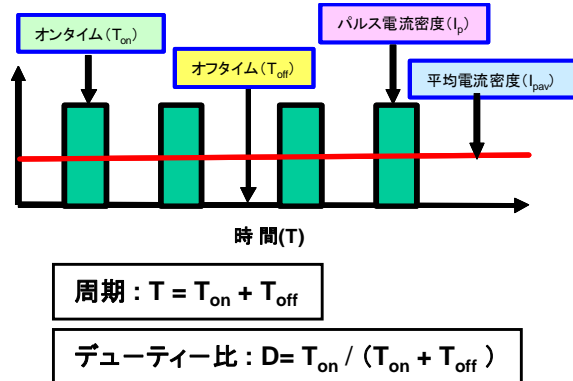 オンタイム(Ton)
パルス電流密度(Ip)
オフタイム(Toff)
平均電流密度(Ipav)
時 間(T)
周期 : T = Ton + Toff
デューティー比 : D= Ton / (Ton + Toff )